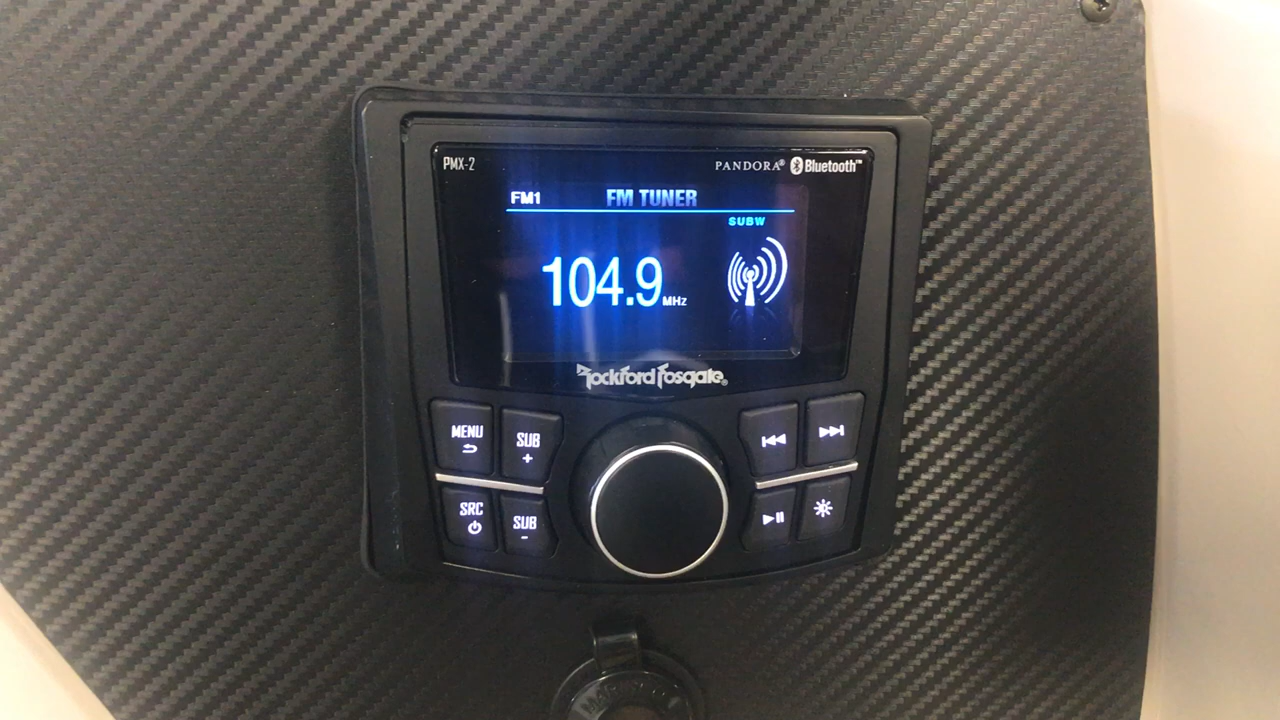 PMX-2
PANDORA® Bluetooth™
FM1 FM TUNER
SUBW
104.9 MHz
Rockford Fosgate®
MENU
SUB
+
SRC
SUB
-